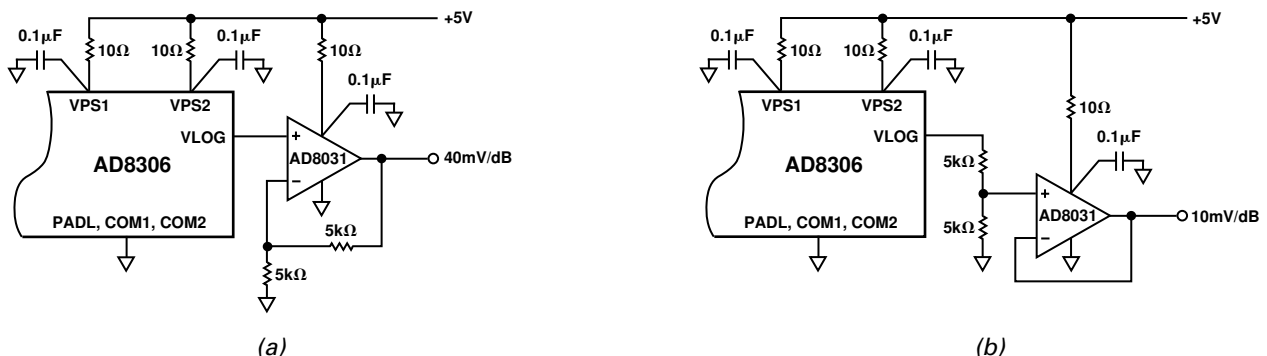 +5V
0.1μF
10Ω
10Ω
0.1μF
10Ω
0.1μF
VPS1
VPS2
VLOG
+
AD8031
−
40mV/dB
AD8306
PADL, COM1, COM2
5kΩ
5kΩ
(a)
+5V
0.1μF
10Ω
10Ω
0.1μF
VPS1
VPS2
10Ω
VLOG
0.1μF
5kΩ
AD8306
+
AD8031
−
10mV/dB
5kΩ
PADL, COM1, COM2
(b)